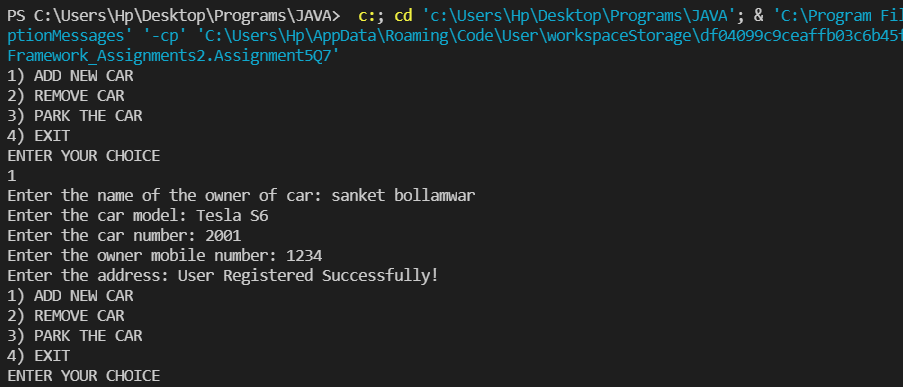 PS C:\Users\Hp\Desktop\Programs\JAVA>  c:; cd 'c:\Users\Hp\Desktop\Programs\JAVA'; & 'C:\Program Fil
ptionMessages' '-cp' 'C:\Users\Hp\AppData\Roaming\Code\User\workspaceStorage\df04099c9ceaffb03c6b45f
Framework_Assignments2.Assignment5Q7'
1) ADD NEW CAR
2) REMOVE CAR
3) PARK THE CAR
4) EXIT
ENTER YOUR CHOICE
1
Enter the name of the owner of car: sanket bollamwar
Enter the car model: Tesla S6
Enter the car number: 2001
Enter the owner mobile number: 1234
Enter the address: User Registered Successfully!
1) ADD NEW CAR
2) REMOVE CAR
3) PARK THE CAR
4) EXIT
ENTER YOUR CHOICE